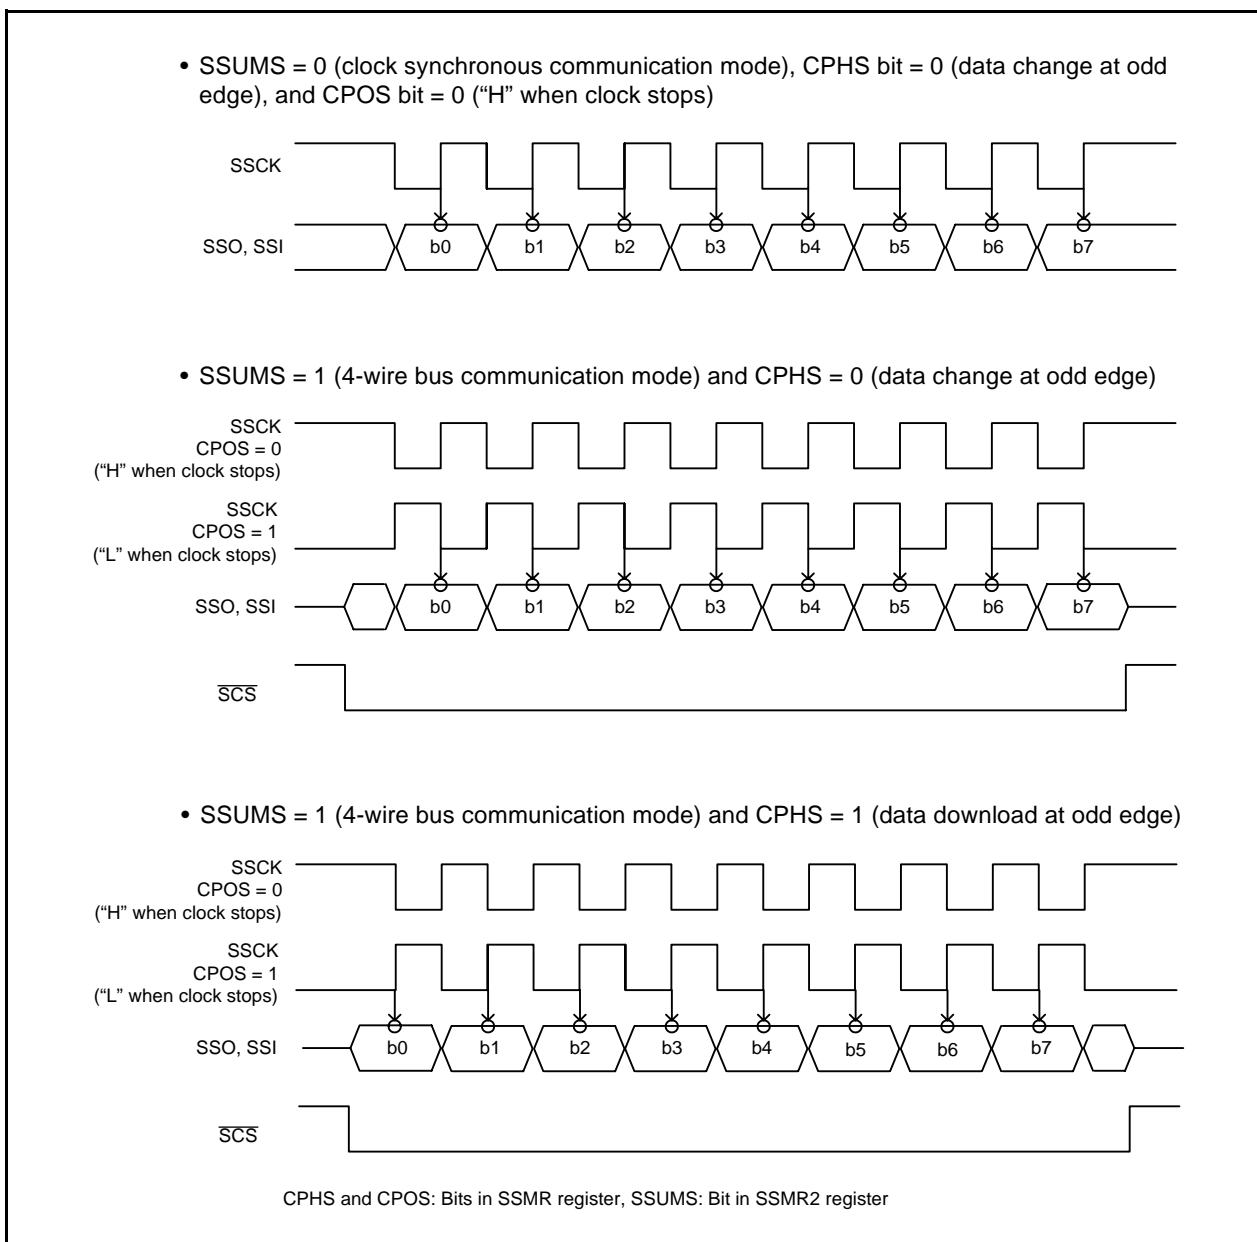 • SSUMS = 0 (clock synchronous communication mode), CPHS bit = 0 (data change at odd
edge), and CPOS bit = 0 (“H” when clock stops)
SSCK
SSO, SSI
b0 b1 b2 b3 b4 b5 b6 b7
• SSUMS = 1 (4-wire bus communication mode) and CPHS = 0 (data change at odd edge)
SSCK
CPOS = 0
(“H” when clock stops)
SSCK
CPOS = 1
(“L” when clock stops)
SSO, SSI
b0 b1 b2 b3 b4 b5 b6 b7
SCS
• SSUMS = 1 (4-wire bus communication mode) and CPHS = 1 (data download at odd edge)
SSCK
CPOS = 0
(“H” when clock stops)
SSCK
CPOS = 1
(“L” when clock stops)
SSO, SSI
b0 b1 b2 b3 b4 b5 b6 b7
SCS
CPHS and CPOS: Bits in SSMR register, SSUMS: Bit in SSMR2 register